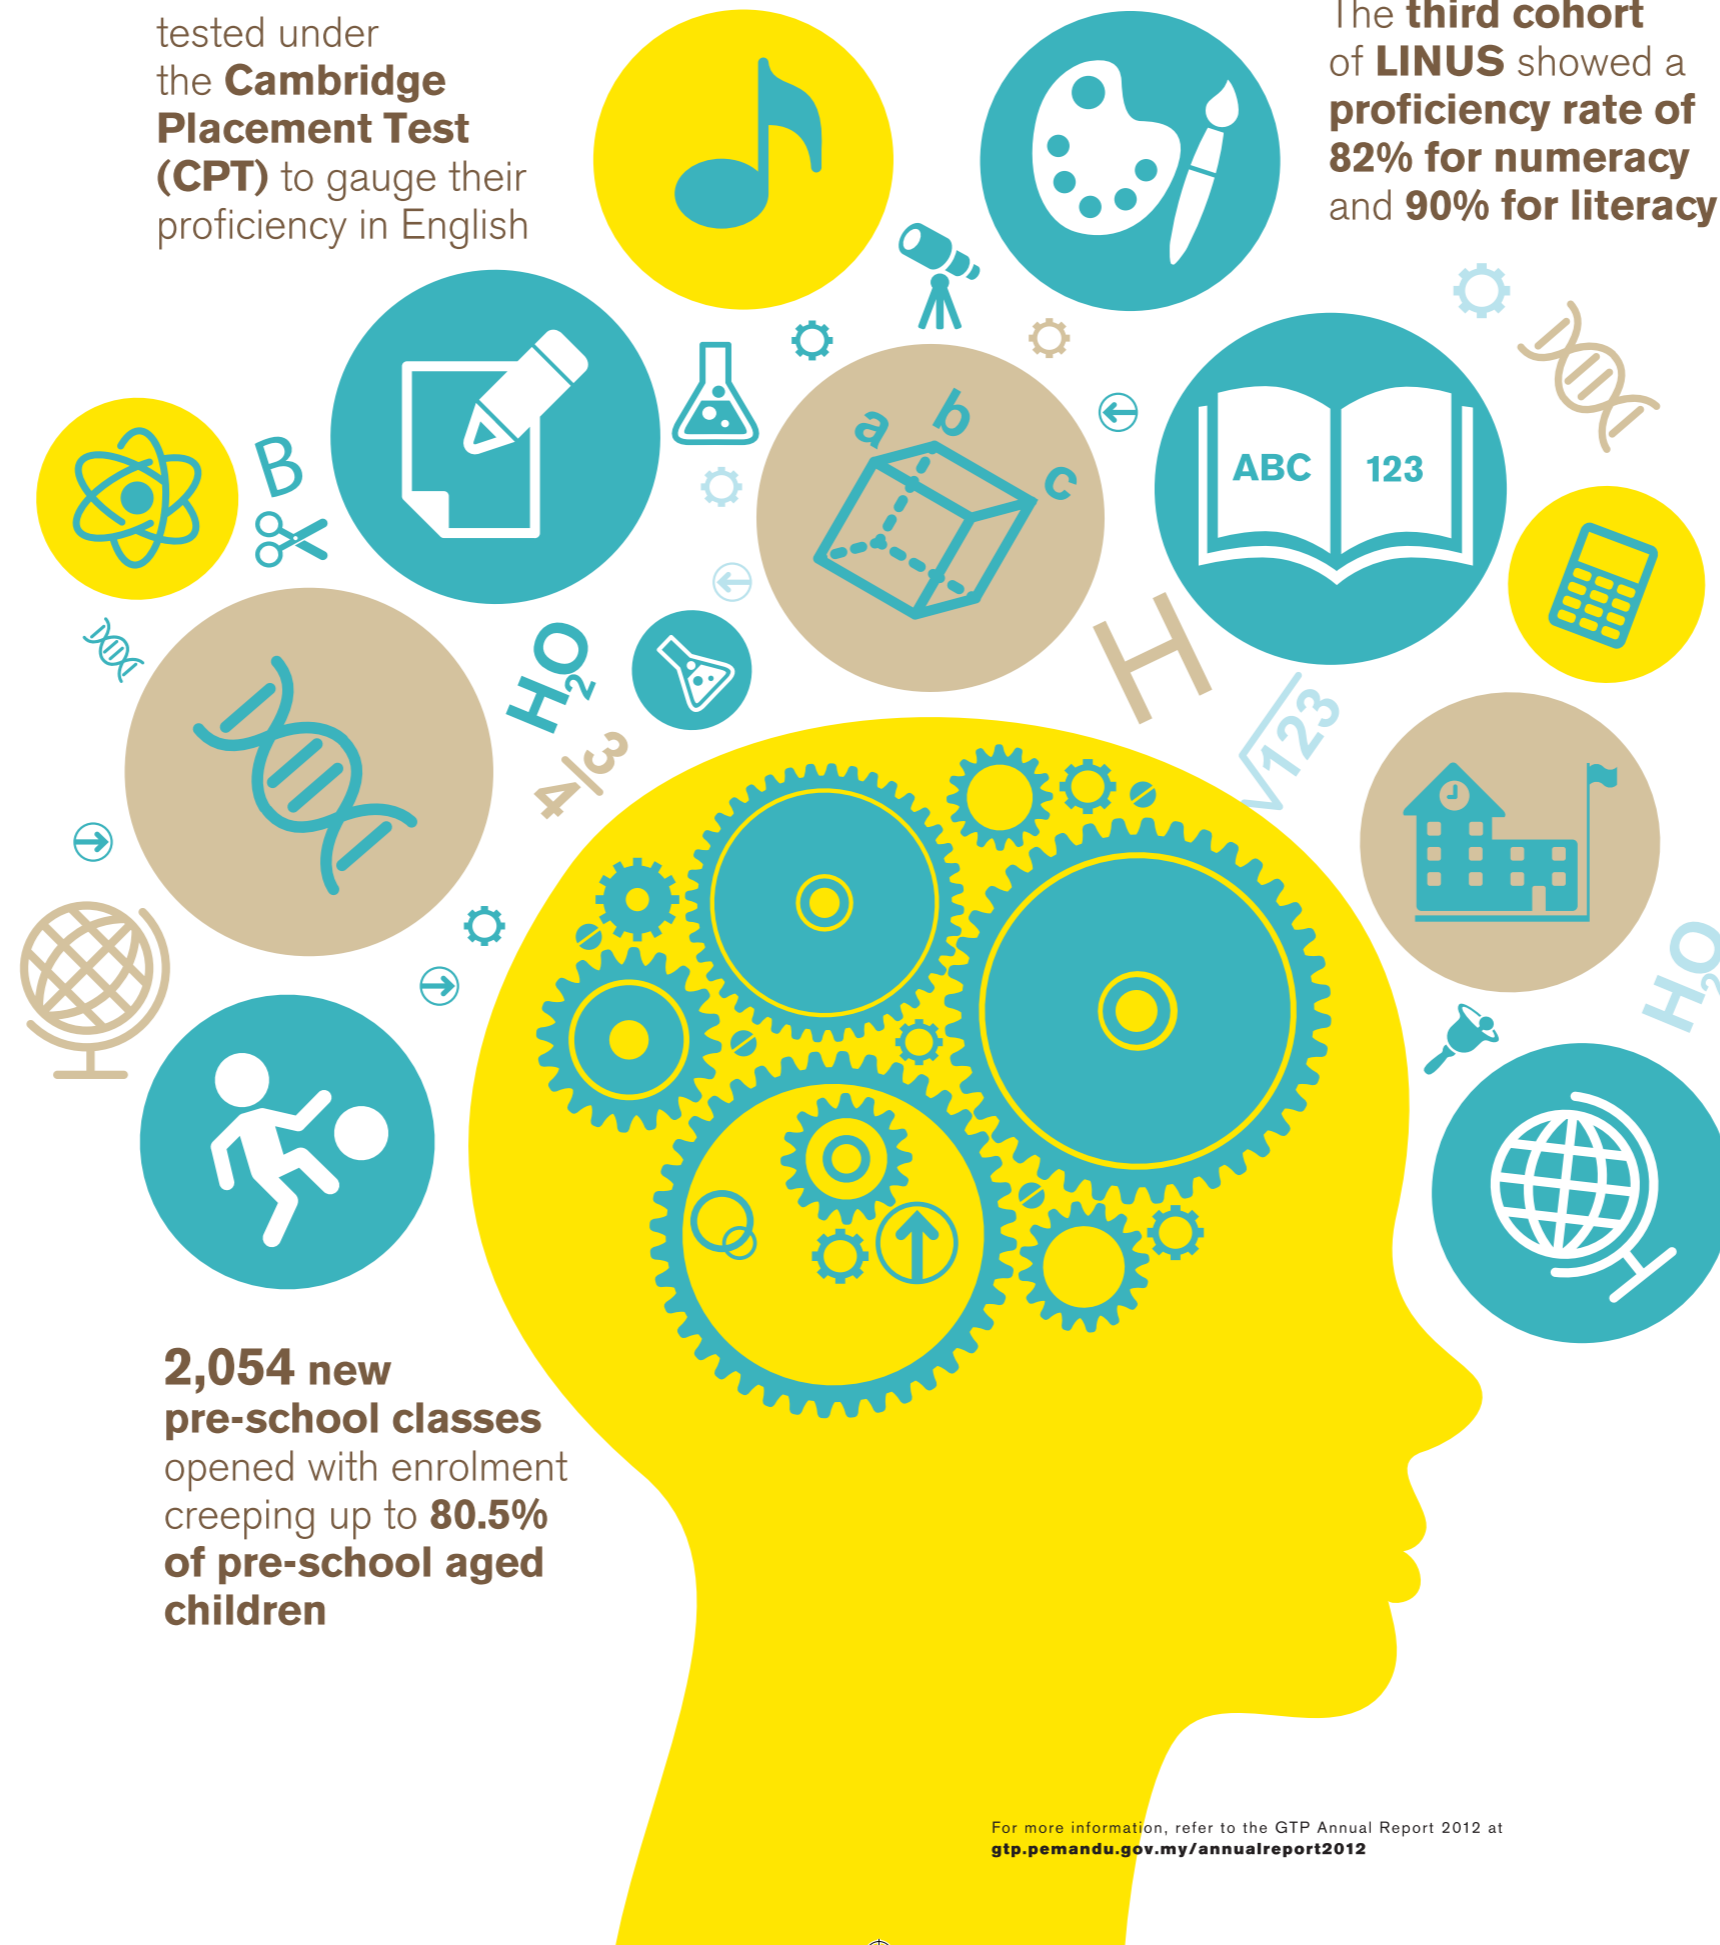 tested under
the Cambridge
Placement Test
(CPT) to gauge their
proficiency in English
The third cohort
of LINUS showed a
proficiency rate of
82% for numeracy
and 90% for literacy
a
b
c
B
ABC
123
H2O
H
√123
4/3
H2O
2,054 new
pre-school classes
opened with enrolment
creeping up to 80.5%
of pre-school aged
children
For more information, refer to the GTP Annual Report 2012 at
gtp.pemandu.gov.my/annualreport2012